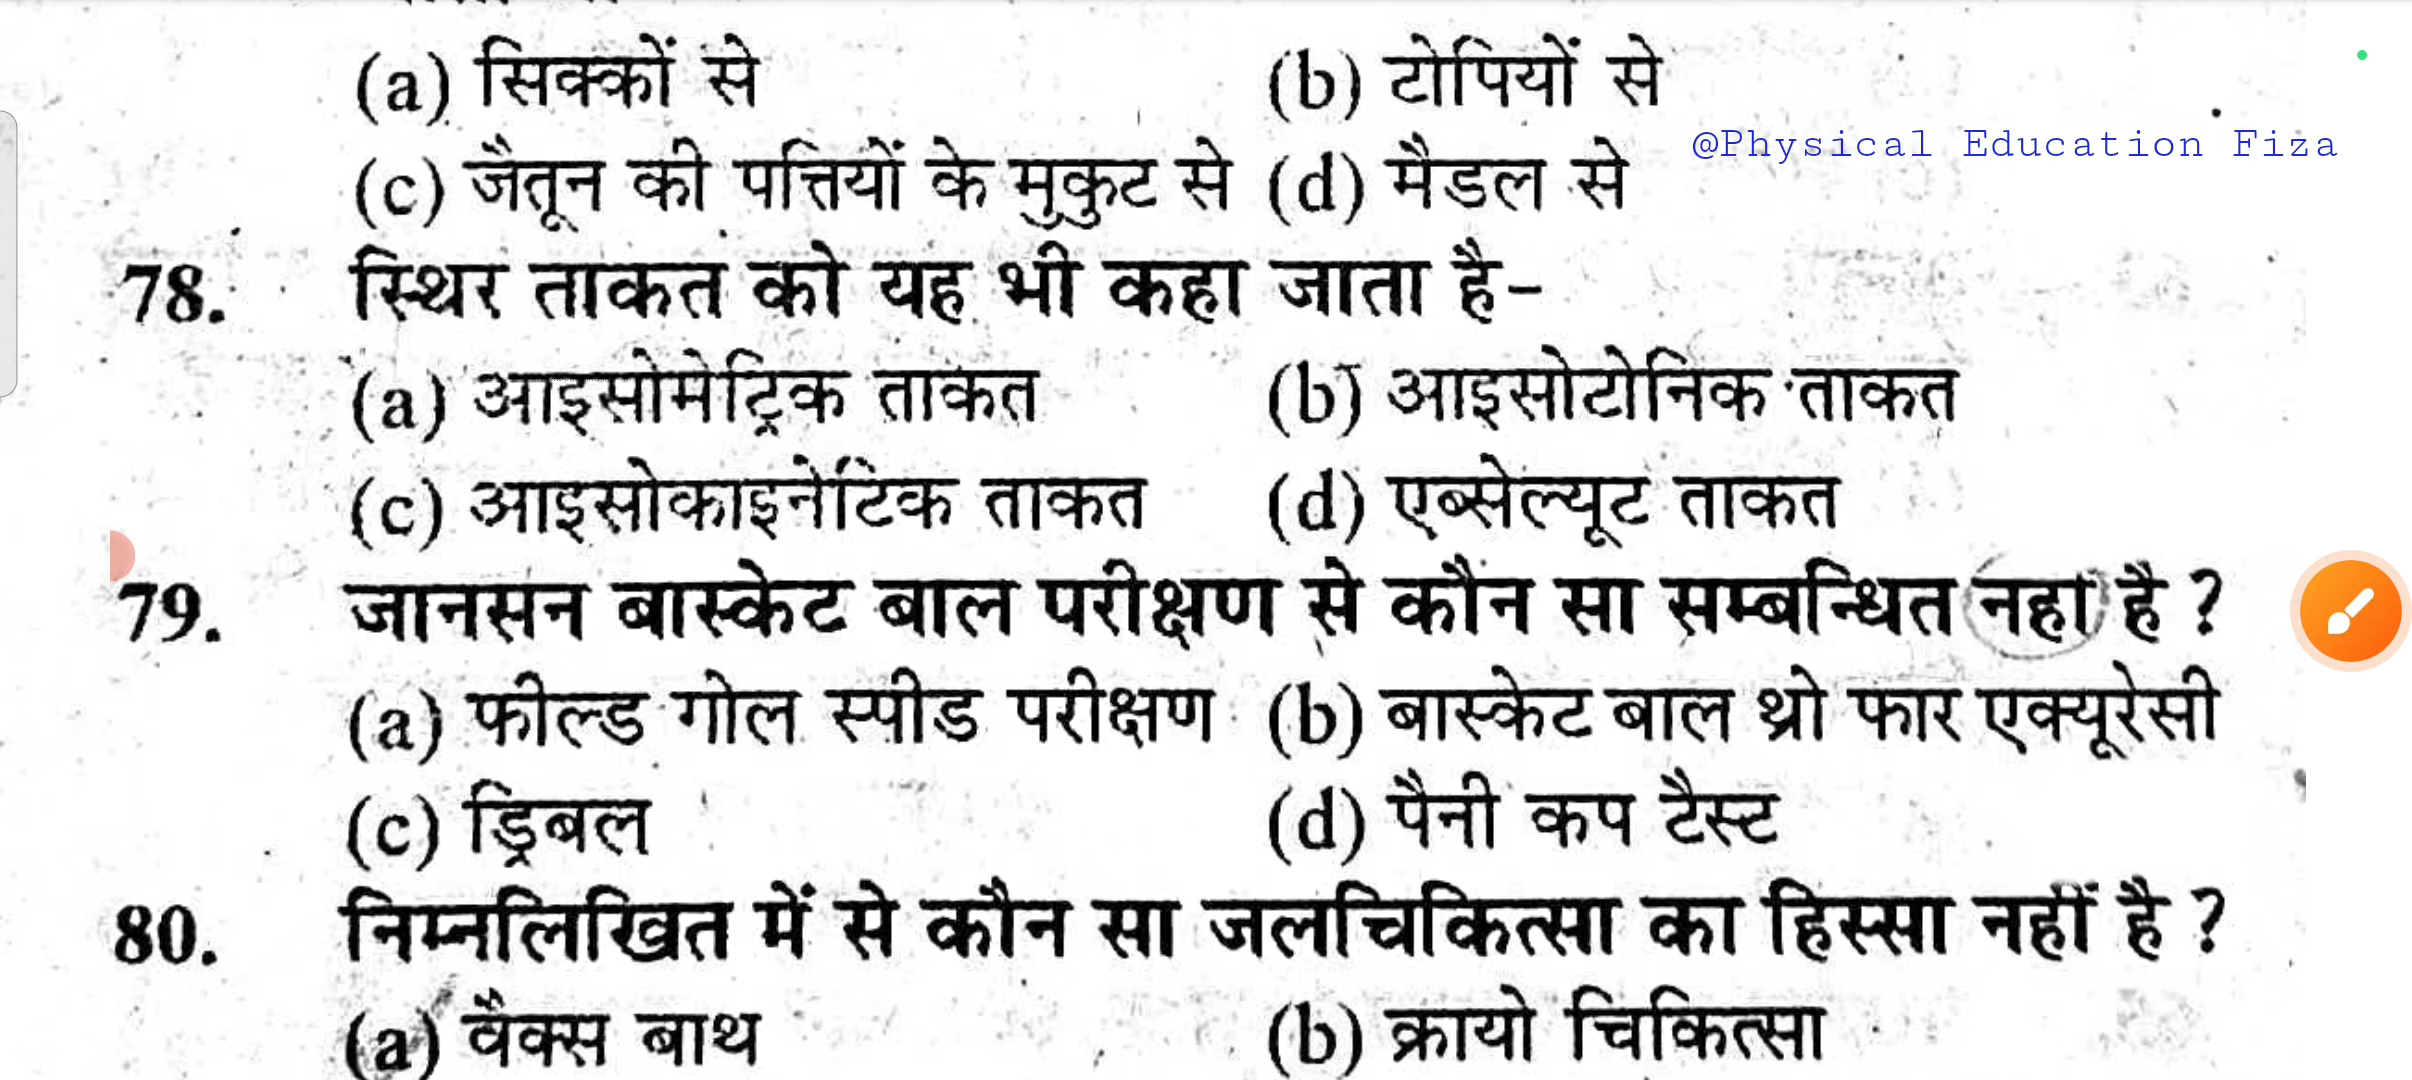 (a) सिक्कों से (b) टोपियों से
@Physical Education Fiza
(c) जैतून की पत्तियों के मुकुट से (d) मैडल से
78. स्थिर ताकत को यह भी कहा जाता है-
(a) आइसोमेट्रिक ताकत (b) आइसोटोनिक ताकत
(c) आइसोकाइनेटिक ताकत (d) एब्सेल्यूट ताकत
79. जानसन बास्केट बाल परीक्षण से कौन सा सम्बन्धित नहीं है ?
(a) फील्ड गोल स्पीड परीक्षण (b) बास्केट बाल थ्रो फार एक्यूरेसी
(c) ड्रिबल (d) पैनी कप टैस्ट
80. निम्नलिखित में से कौन सा जलचिकित्सा का हिस्सा नहीं है ?
(a) वैक्स बाथ (b) क्रायो चिकित्सा